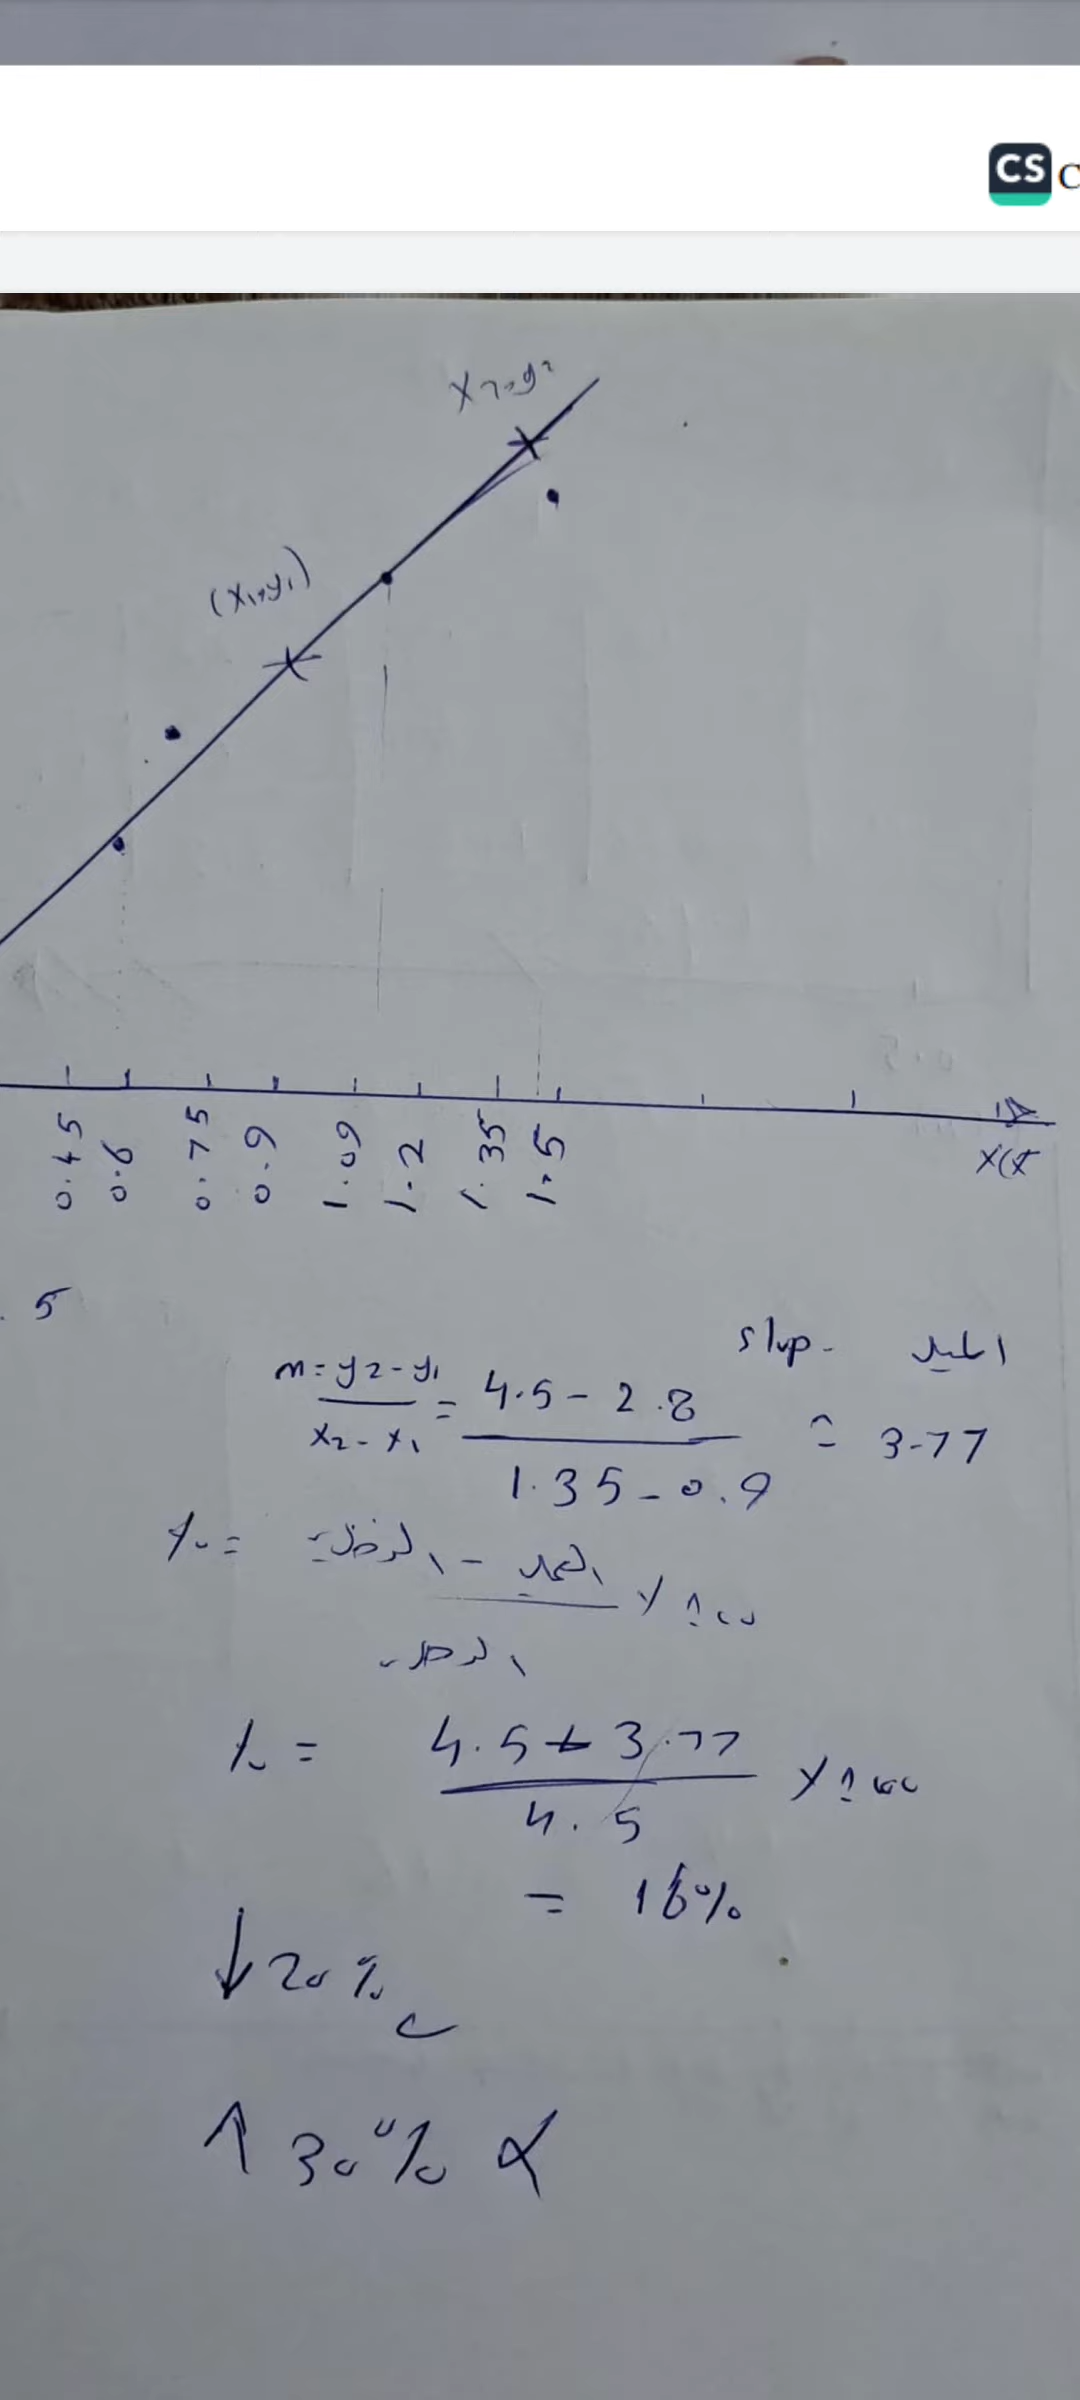 CS C
x2,y2
(x1,y1)
0.45 0.6 0.75 0.9 1.09 1.2 1.35 1.5
. 5
slop الميل
m = y2 - y1 / x2 - x1 = 4.5 - 2.8 / 1.35 - 0.9 = 3.77
% = النظري - العملي / النظري × 100
% = 4.5 - 3.77 / 4.5 × 100
= 16%
↓ 20%
↑ 30%